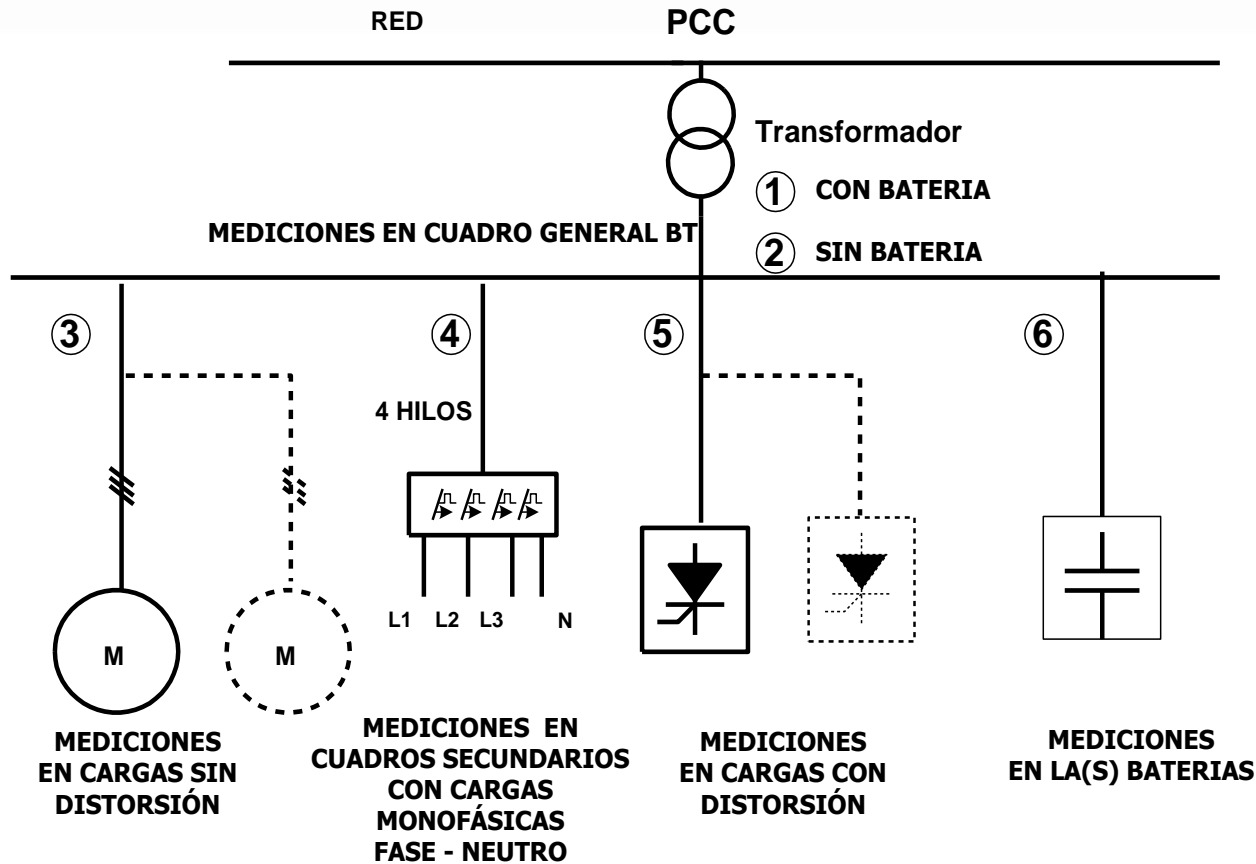 RED
PCC
Transformador
1 CON BATERIA
MEDICIONES EN CUADRO GENERAL BT
2 SIN BATERIA
3
4
5
6
4 HILOS
L1 L2 L3 N
M
M
MEDICIONES
EN CARGAS SIN
DISTORSIÓN
MEDICIONES EN
CUADROS SECUNDARIOS
CON CARGAS
MONOFÁSICAS
FASE - NEUTRO
MEDICIONES
EN CARGAS CON
DISTORSIÓN
MEDICIONES
EN LA(S) BATERIAS